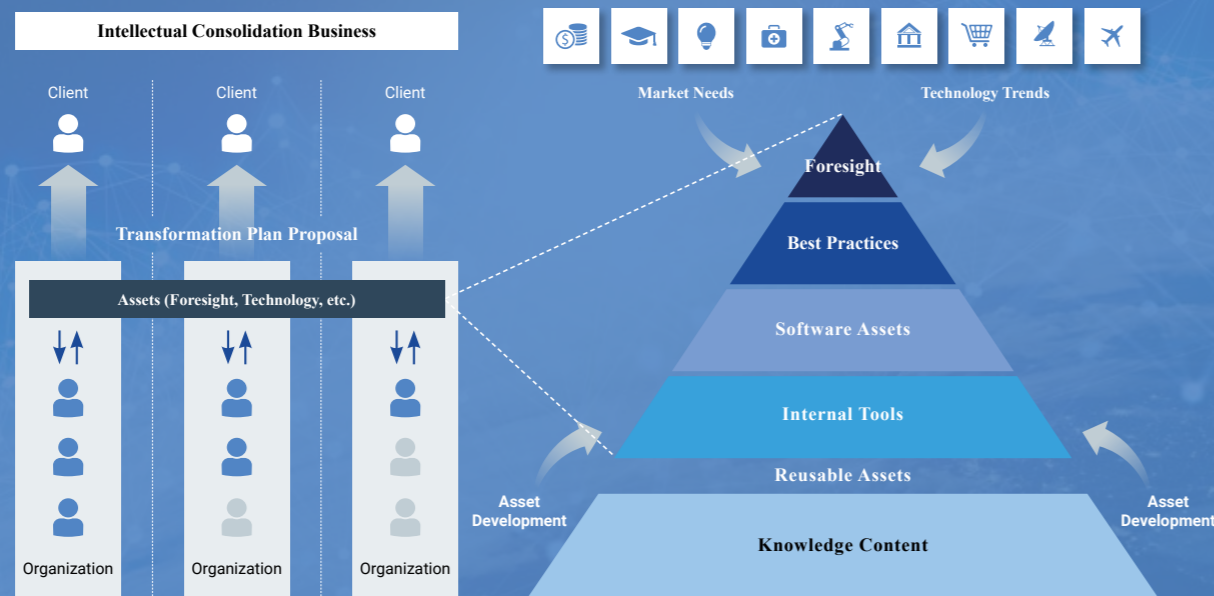 Intellectual Consolidation Business
Client
Client
Client
Transformation Plan Proposal
Assets (Foresight, Technology, etc.)
Organization
Organization
Organization
$
Market Needs
Technology Trends
Foresight
Best Practices
Software Assets
Internal Tools
Reusable Assets
Asset
Development
Asset
Development
Knowledge Content